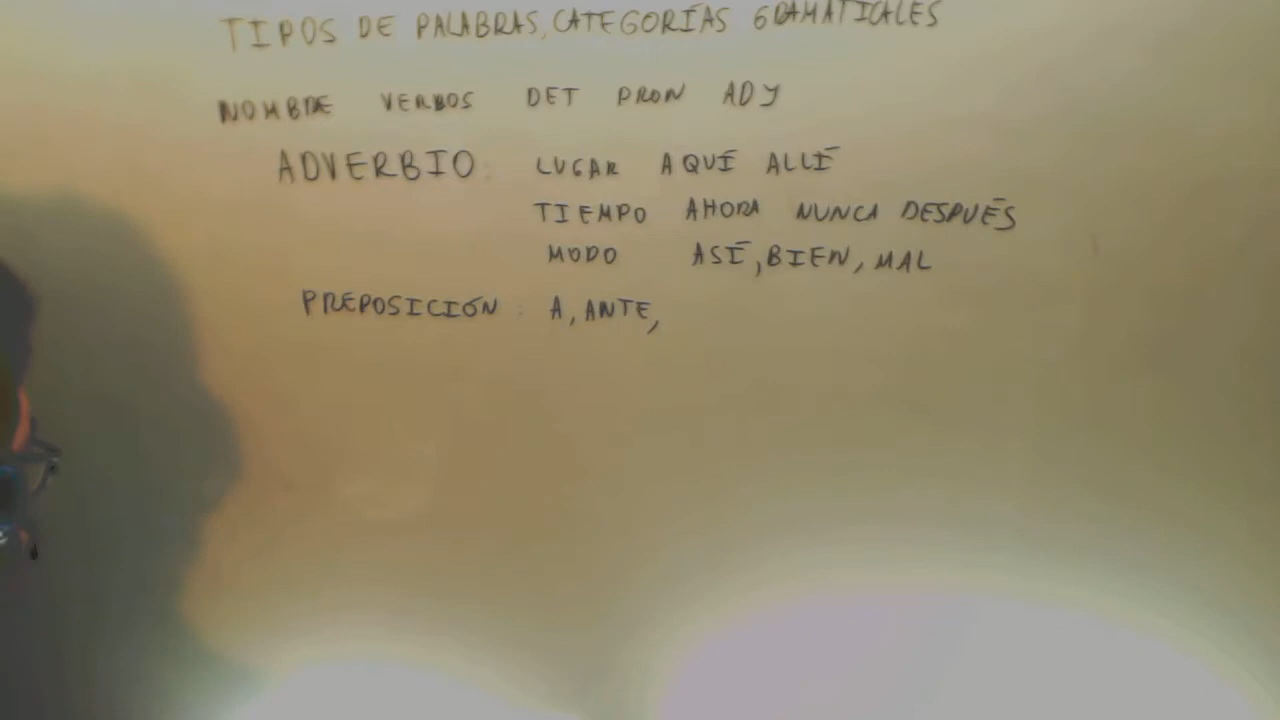 TIPOS DE PALABRAS, CATEGORÍAS GRAMATICALES
NOMBRE VERBOS DET PRON ADJ
ADVERBIO: LUGAR AQUÍ ALLÍ
TIEMPO AHORA NUNCA DESPUÉS
MODO ASÍ, BIEN, MAL
PREPOSICIÓN: A, ANTE,